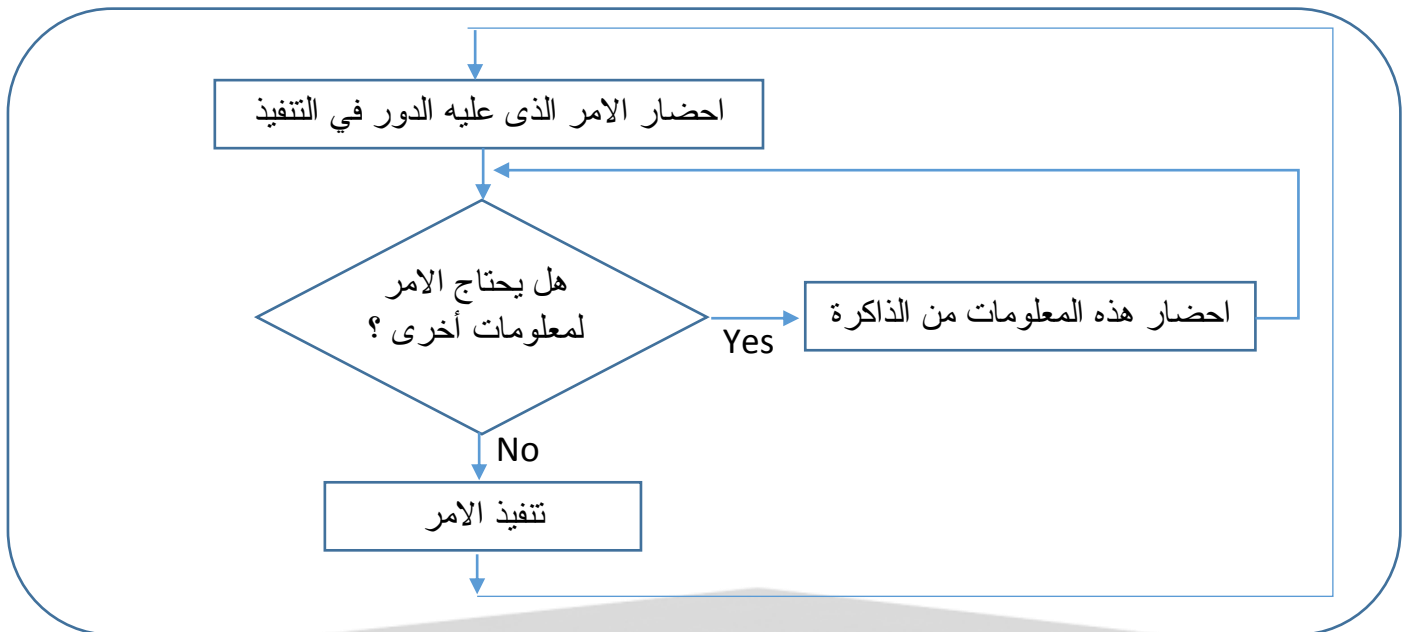 احضار الامر الذى عليه الدور في التنفيذ
هل يحتاج الامر
لمعلومات أخرى ؟
Yes
احضار هذه المعلومات من الذاكرة
No
تنفيذ الامر